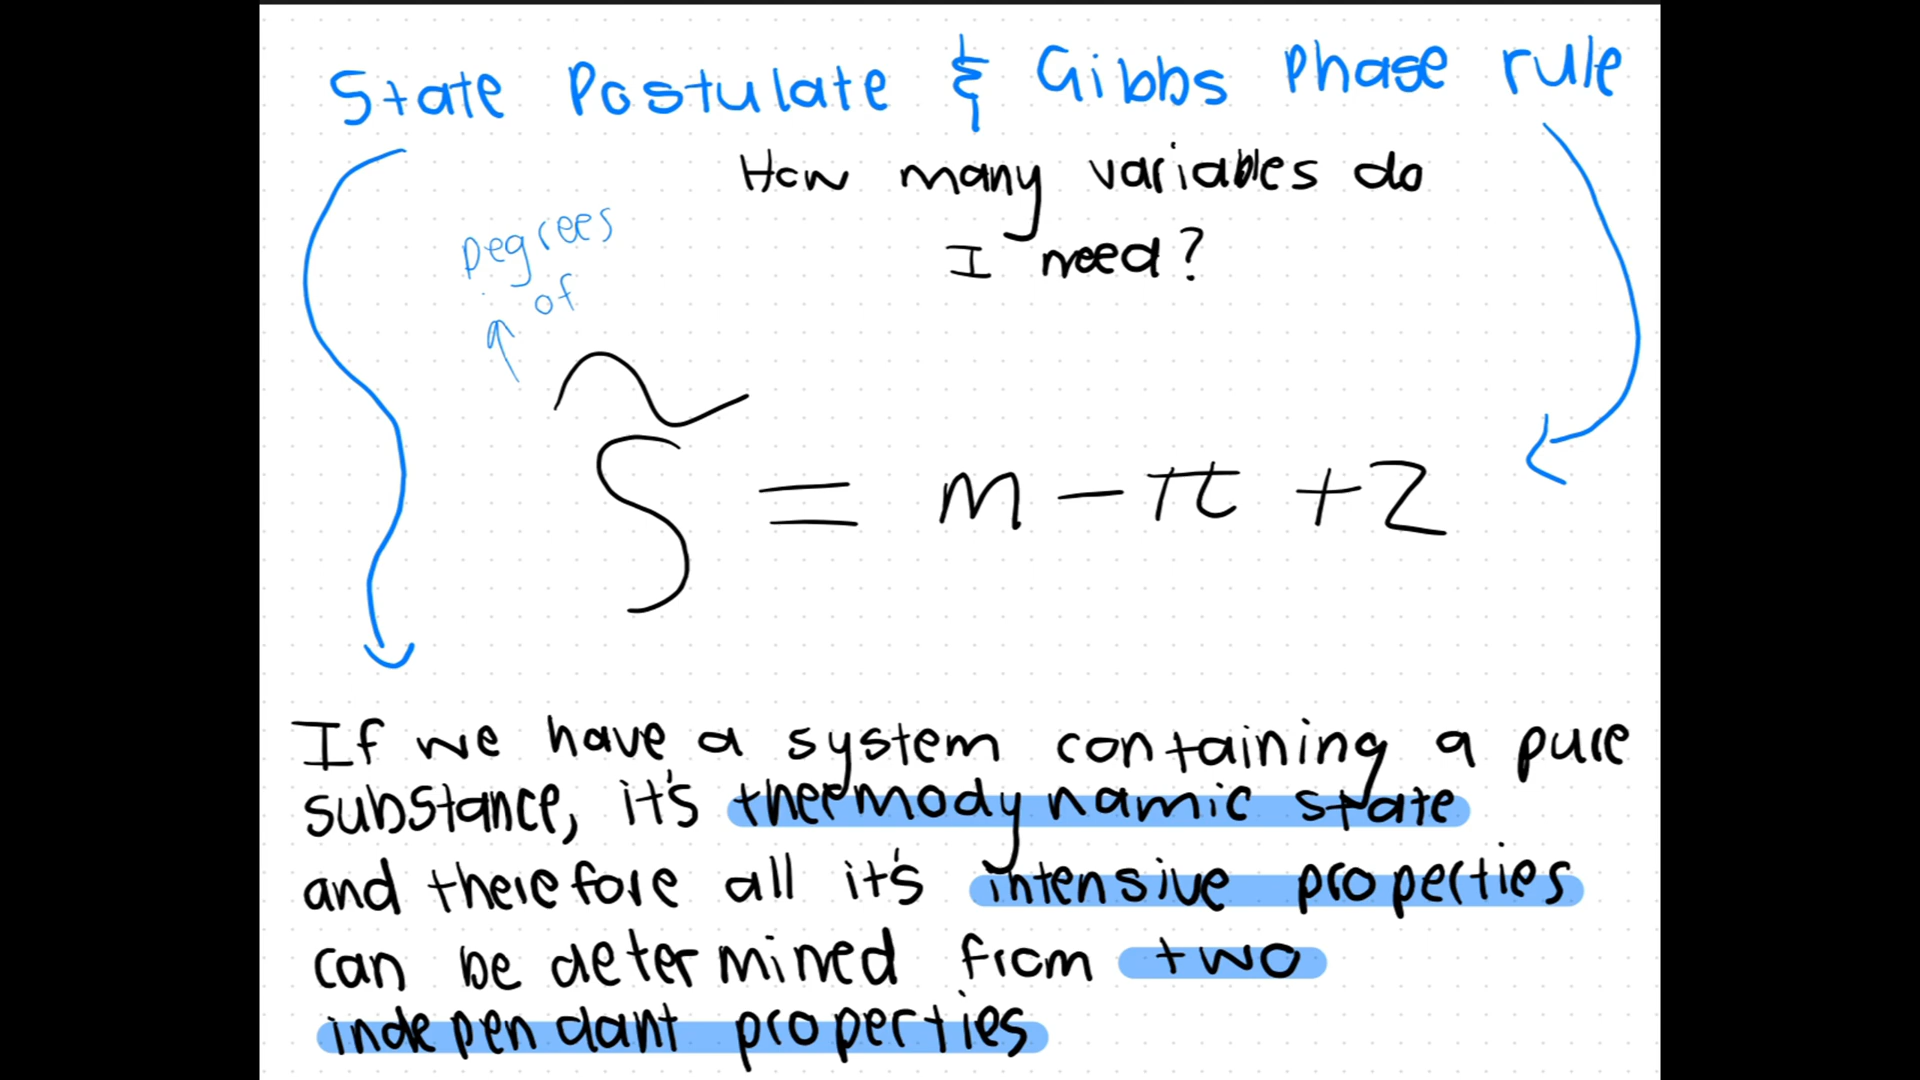 State Postulate & Gibbs Phase rule
How many variables do
I need?
Degrees
of
S̃ = m - π + 2
If we have a system containing a pure
substance, it's thermodynamic state
and therefore all it's intensive properties
can be determined from two
independant properties